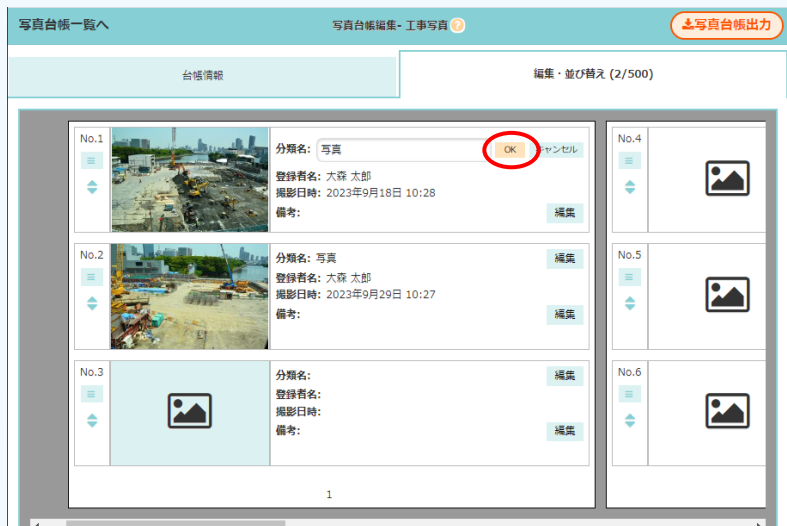 写真台帳一覧へ
写真台帳編集- 工事写真 ?
写真台帳出力
台帳情報
編集・並び替え (2/500)
No.1
分類名: 写真 OK キャンセル
登録者名: 大森 太郎
撮影日時: 2023年9月18日 10:28
備考: 編集
No.2
分類名: 写真 編集
登録者名: 大森 太郎
撮影日時: 2023年9月29日 10:27
備考: 編集
No.3
分類名: 編集
登録者名:
撮影日時:
備考: 編集
1
No.4
No.5
No.6